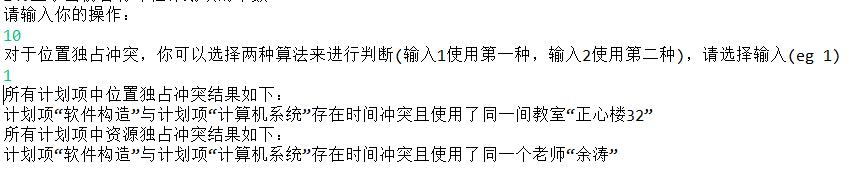 请输入你的操作:
10
对于位置独占冲突，你可以选择两种算法来进行判断(输入1使用第一种，输入2使用第二种)，请选择输入(eg 1)
1
所有计划项中位置独占冲突结果如下:
计划项“软件构造”与计划项“计算机系统”存在时间冲突且使用了同一间教室“正心楼32”
所有计划项中资源独占冲突结果如下:
计划项“软件构造”与计划项“计算机系统”存在时间冲突且使用了同一个老师“余涛”